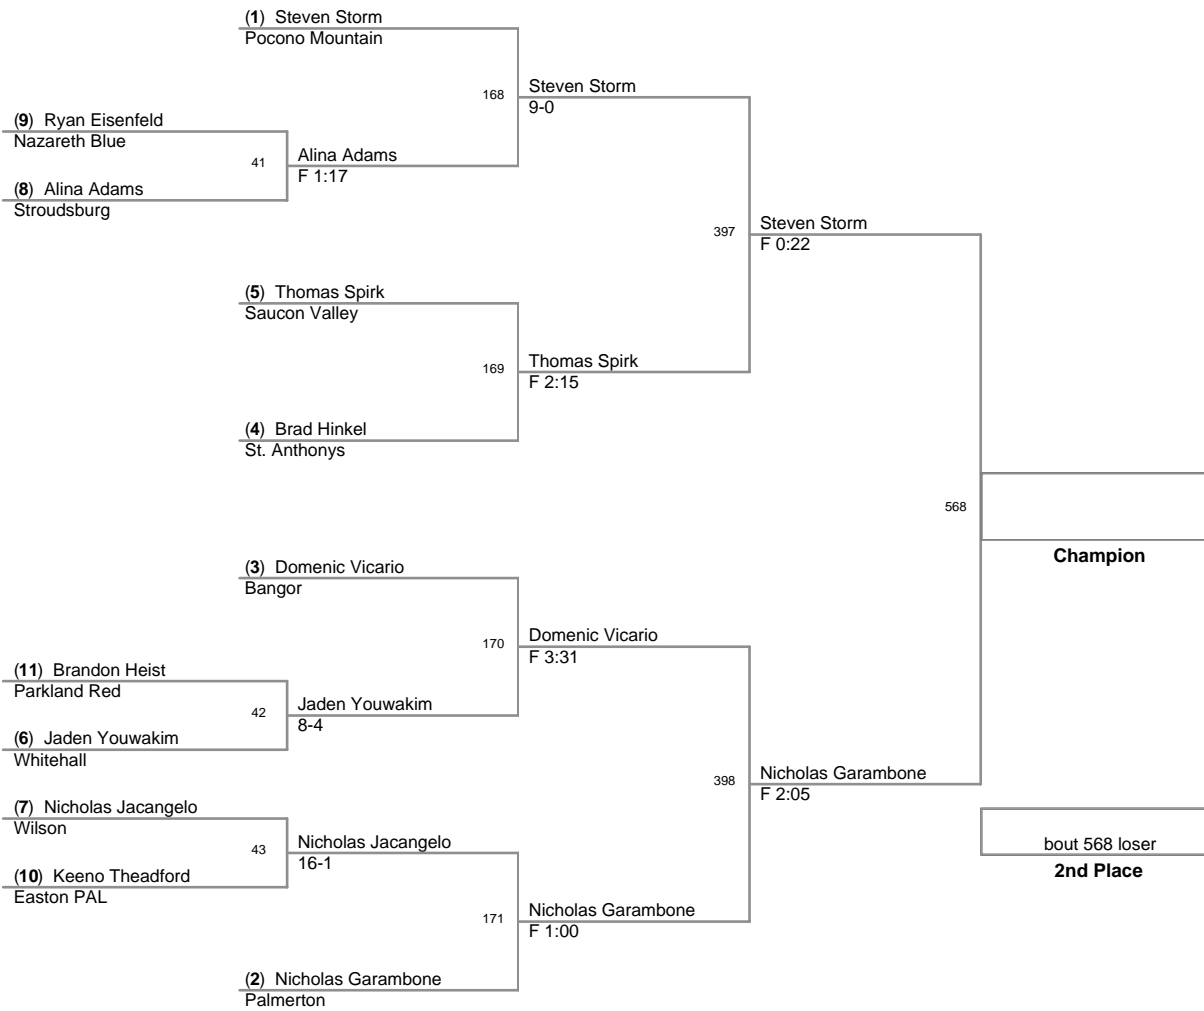 (1) Steven Storm
Pocono Mountain
168
Steven Storm
9-0
(9) Ryan Eisenfeld
Nazareth Blue
41
Alina Adams
F 1:17
(8) Alina Adams
Stroudsburg
397
Steven Storm
F 0:22
(5) Thomas Spirk
Saucon Valley
169
Thomas Spirk
F 2:15
(4) Brad Hinkel
St. Anthonys
568
Champion
(3) Domenic Vicario
Bangor
170
Domenic Vicario
F 3:31
(11) Brandon Heist
Parkland Red
42
Jaden Youwakim
8-4
(6) Jaden Youwakim
Whitehall
398
Nicholas Garambone
F 2:05
(7) Nicholas Jacangelo
Wilson
43
Nicholas Jacangelo
16-1
(10) Keeno Theadford
Easton PAL
bout 568 loser
2nd Place
171
Nicholas Garambone
F 1:00
(2) Nicholas Garambone
Palmerton